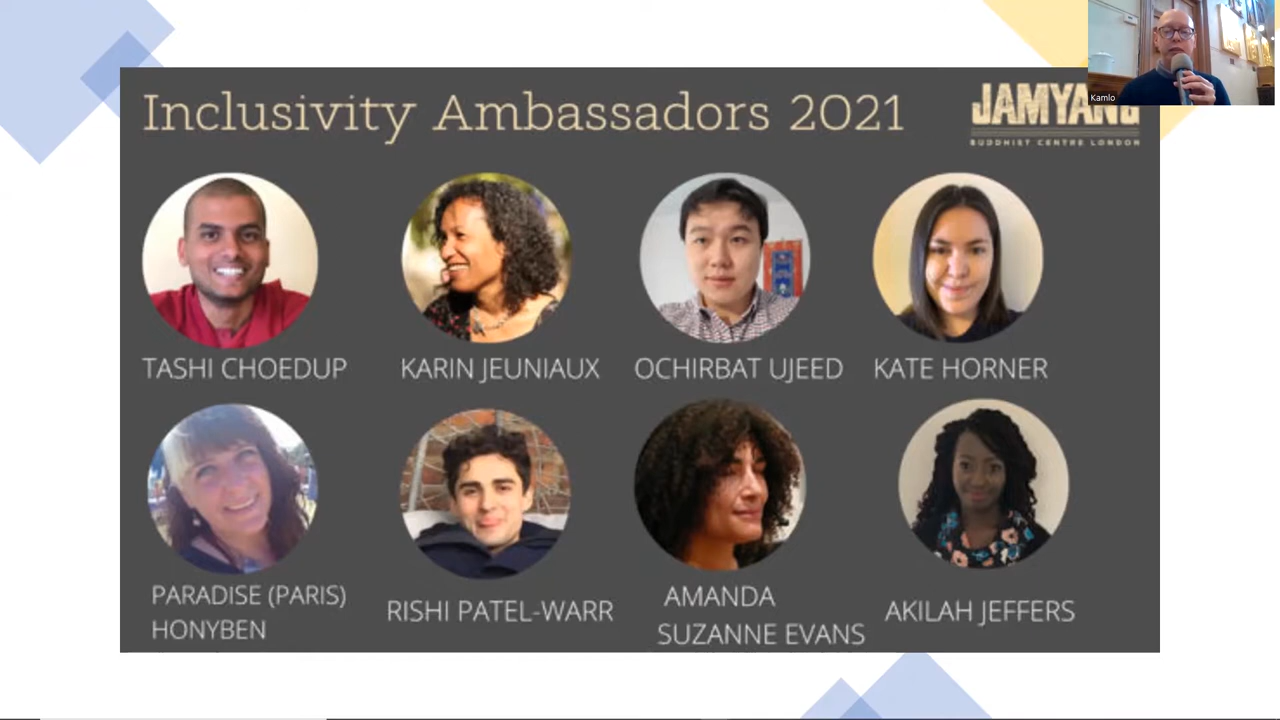 Inclusivity Ambassadors 2021
JAMYANG
BUDDHIST CENTRE LONDON
Kamlo
TASHI CHOEDUP
KARIN JEUNIAUX
OCHIRBAT UJEED
KATE HORNER
PARADISE (PARIS)
HONYBEN
RISHI PATEL-WARR
AMANDA
SUZANNE EVANS
AKILAH JEFFERS